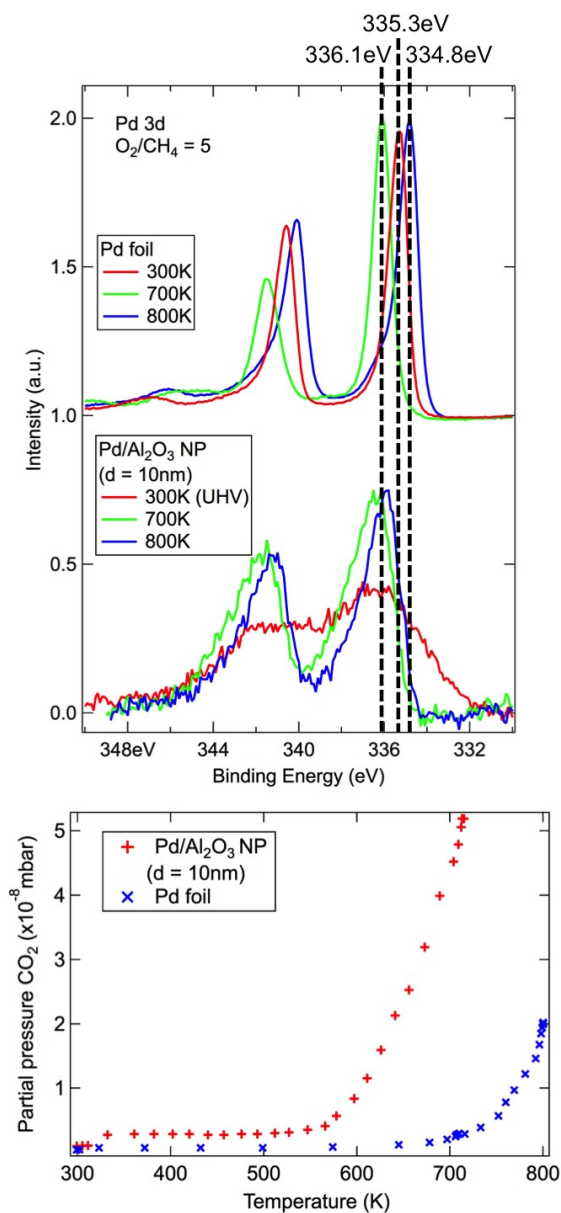 335.3eV
336.1eV 334.8eV
Pd 3d
O₂/CH₄ = 5
2.0
Pd foil
300K
700K
800K
1.5
1.0
Intensity (a.u.)
Pd/Al₂O₃ NP
(d = 10nm)
300K (UHV)
700K
800K
0.5
0.0
348eV 344 340 336 332
Binding Energy (eV)
Pd/Al₂O₃ NP
(d = 10nm)
Pd foil
5
4
3
2
1
Partial pressure CO₂ (x10⁻⁸ mbar)
300 400 500 600 700 800
Temperature (K)